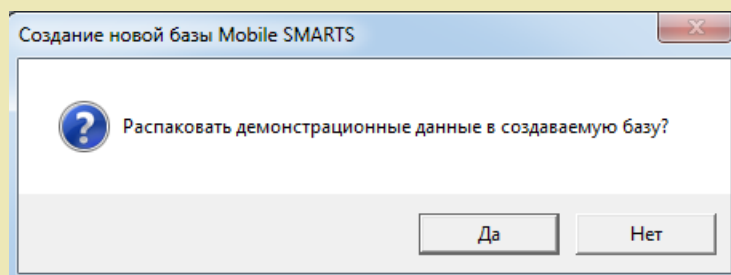 Создание новой базы Mobile SMARTS
Распаковать демонстрационные данные в создаваемую базу?
Да
Нет